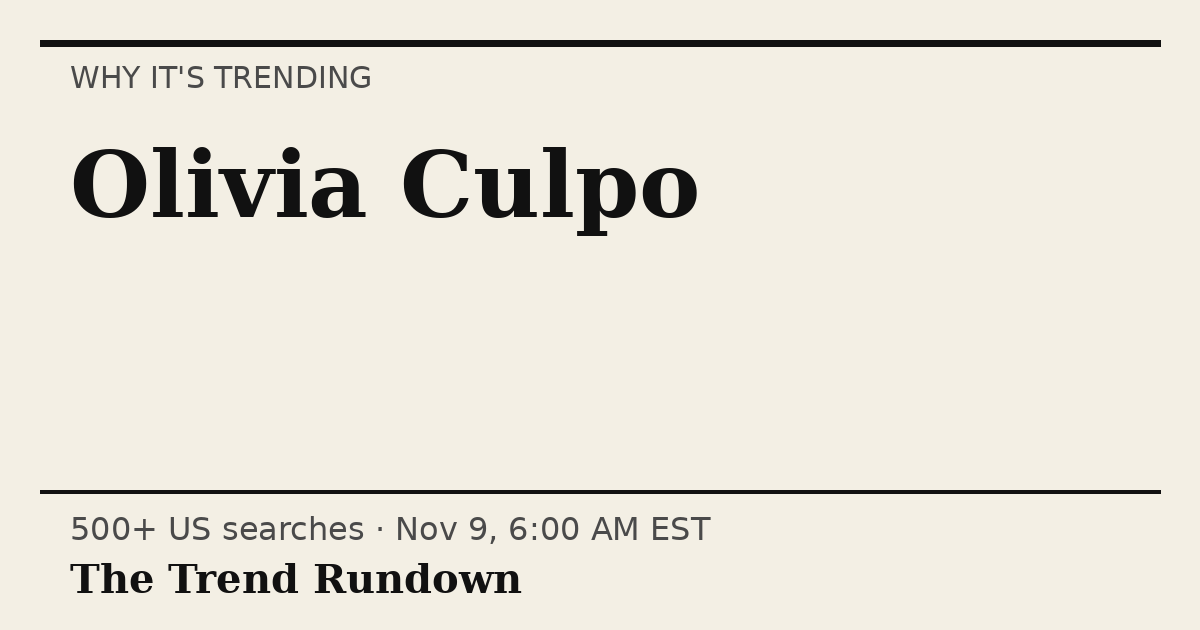 WHY IT'S TRENDING
Olivia Culpo
500+ US searches · Nov 9, 6:00 AM EST
The Trend Rundown